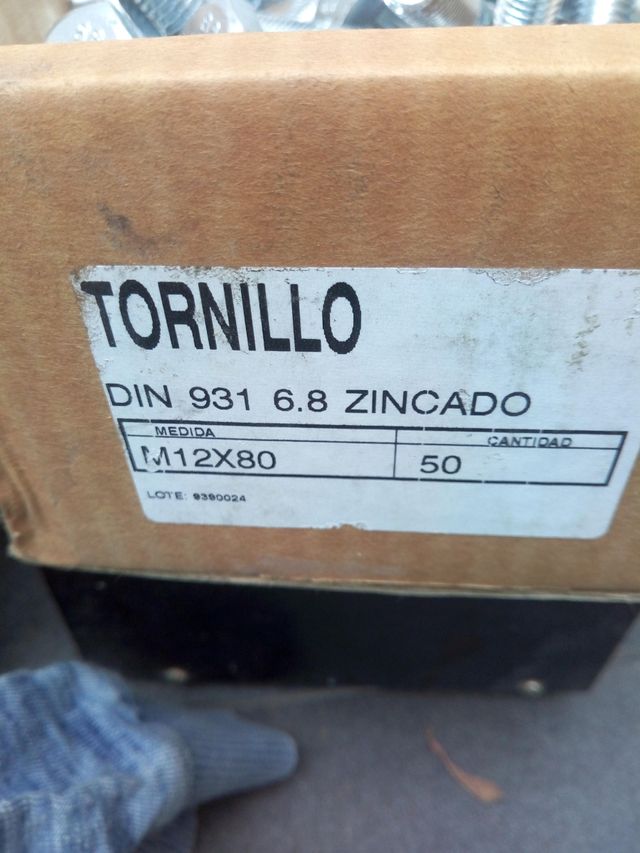 TORNILLO
DIN 931 6.8 ZINCADO
MEDIDA CANTIDAD
M12X80 50
LOTE: 9390024